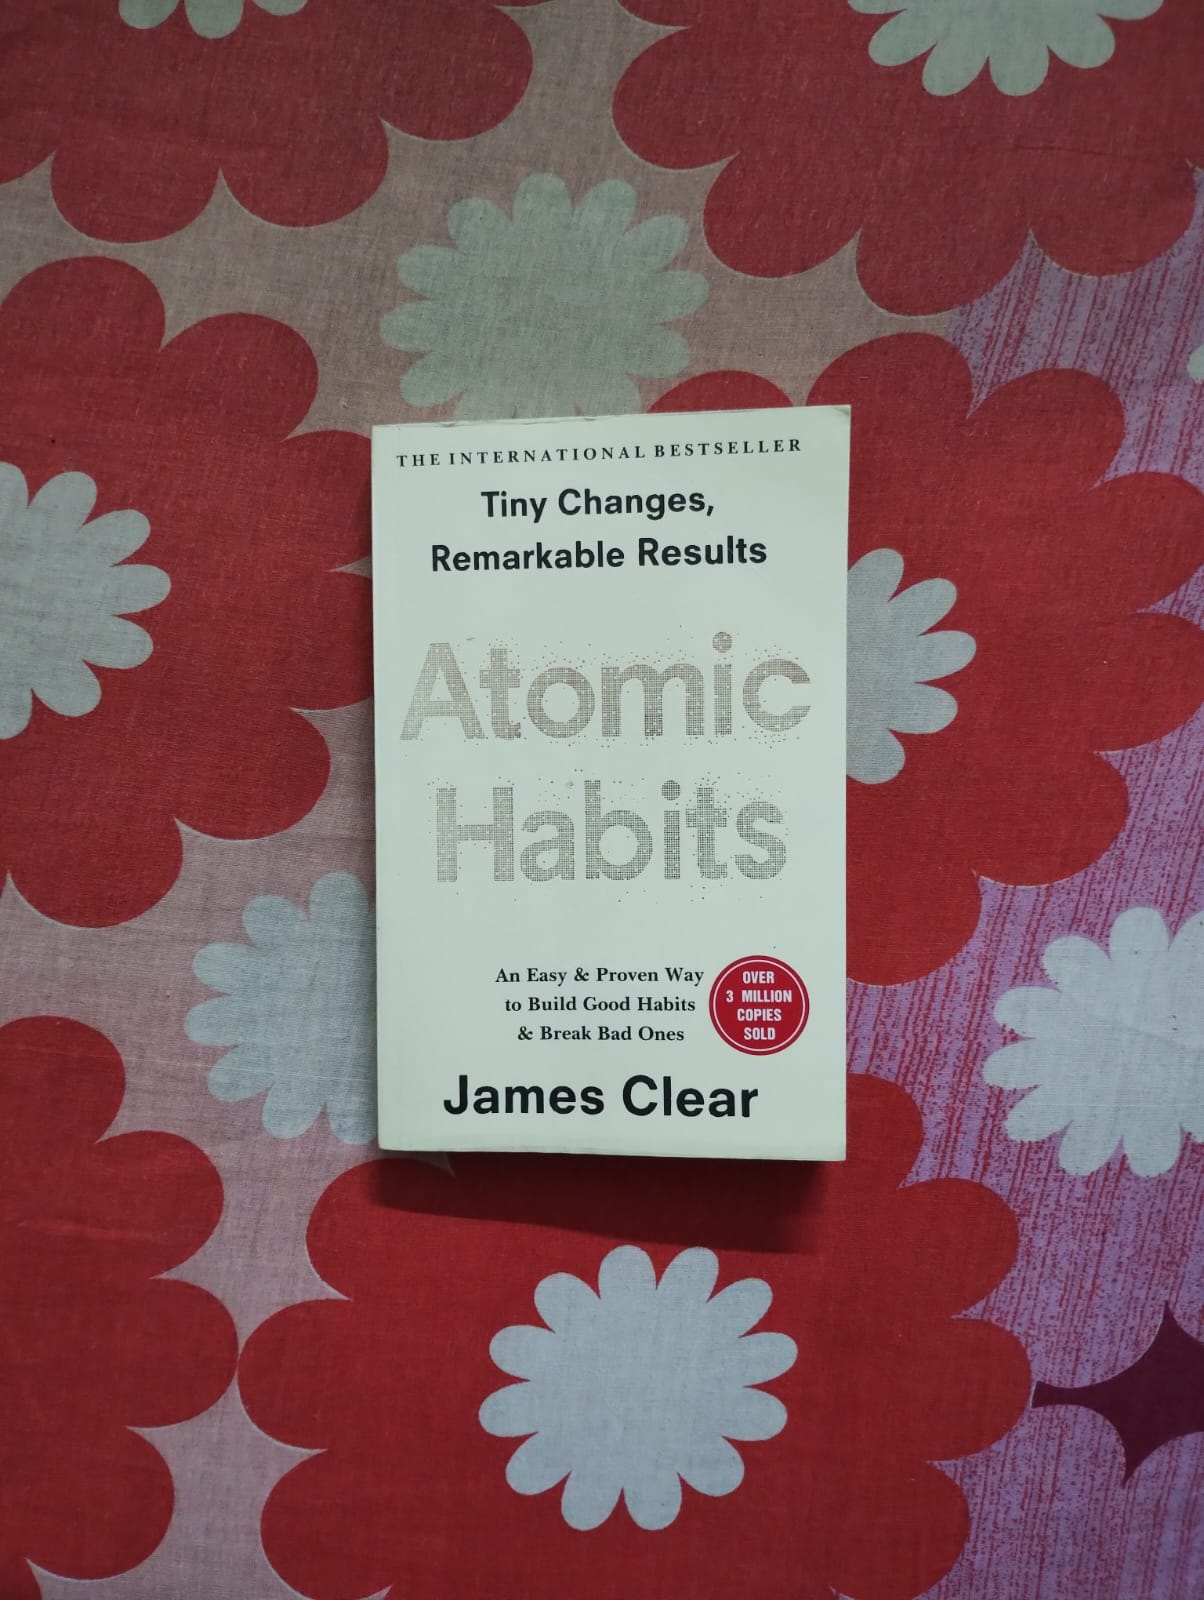 THE INTERNATIONAL BESTSELLER
Tiny Changes,
Remarkable Results
Atomic
Habits
An Easy & Proven Way
to Build Good Habits
& Break Bad Ones
OVER
3 MILLION
COPIES
SOLD
James Clear